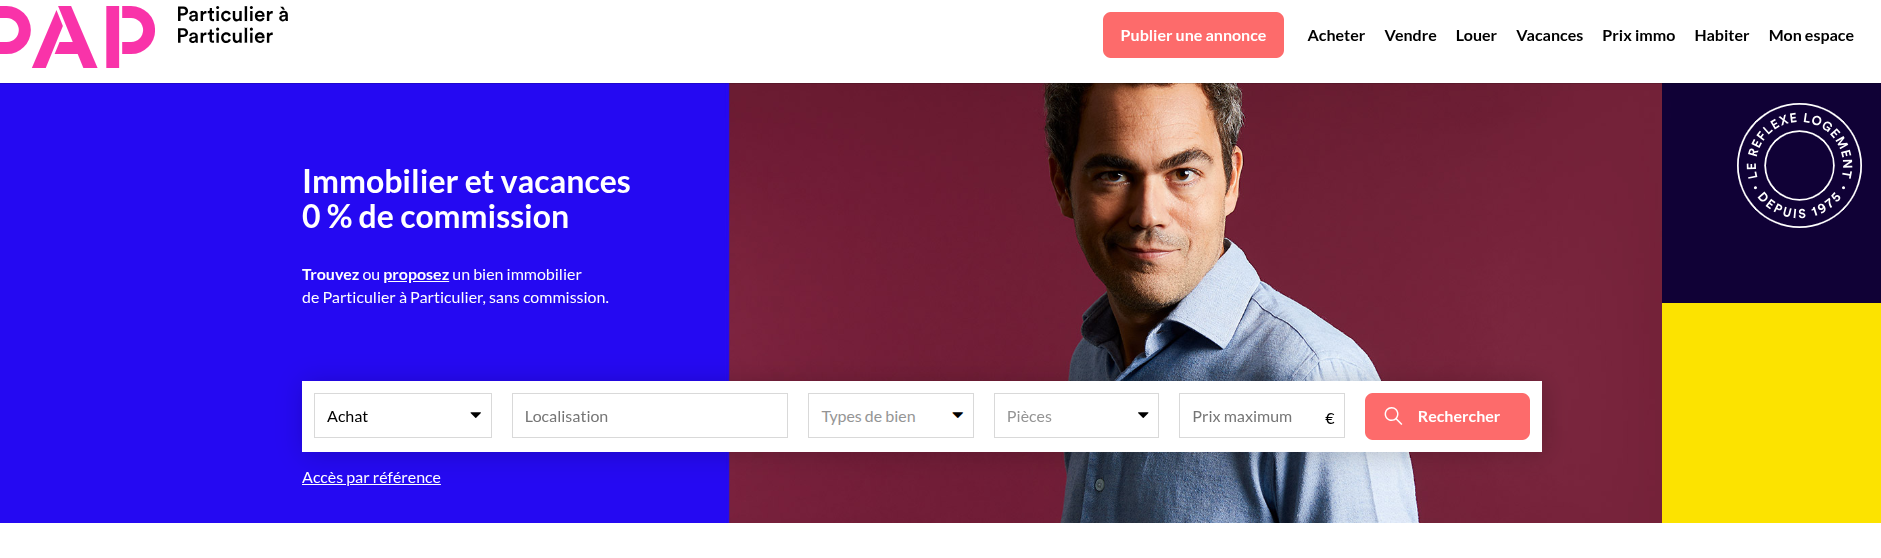 PAP
Particulier à
Particulier
Publier une annonce
Acheter
Vendre
Louer
Vacances
Prix immo
Habiter
Mon espace
LE REFLEXE LOGEMENT • DEPUIS 1975 •
Immobilier et vacances
0 % de commission
Trouvez ou proposez un bien immobilier
de Particulier à Particulier, sans commission.
Achat
Localisation
Types de bien
Pièces
Prix maximum €
Rechercher
Accès par référence